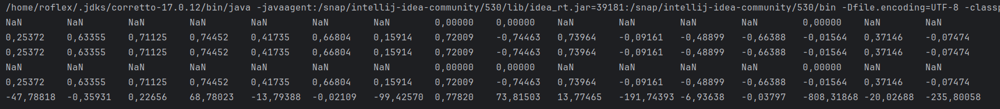 /home/roflex/.jdks/corretto-17.0.12/bin/java -javaagent:/snap/intellij-idea-community/530/lib/idea_rt.jar=39181:/snap/intellij-idea-community/530/bin -Dfile.encoding=UTF-8 -classp
NaN NaN NaN NaN NaN NaN NaN 0,00000 0,00000 NaN NaN NaN NaN 0,00000 NaN NaN
0,25372 0,63355 0,71125 0,74452 0,41735 0,66804 0,15914 0,72009 -0,74463 0,73964 -0,09161 -0,48899 -0,66388 -0,01564 0,37146 -0,07474
0,25372 0,63355 0,71125 0,74452 0,41735 0,66804 0,15914 0,72009 -0,74463 0,73964 -0,09161 -0,48899 -0,66388 -0,01564 0,37146 -0,07474
NaN NaN NaN NaN NaN NaN NaN 0,00000 0,00000 NaN NaN NaN NaN 0,00000 NaN NaN
0,25372 0,63355 0,71125 0,74452 0,41735 0,66804 0,15914 0,72009 -0,74463 0,73964 -0,09161 -0,48899 -0,66388 -0,01564 0,37146 -0,07474
-47,78818 -0,35931 0,22656 68,78023 -13,79388 -0,02109 -99,42570 0,77820 73,81503 13,77465 -191,74393 -6,93638 -0,03797 -808,31868 -20,02688 -235,80058